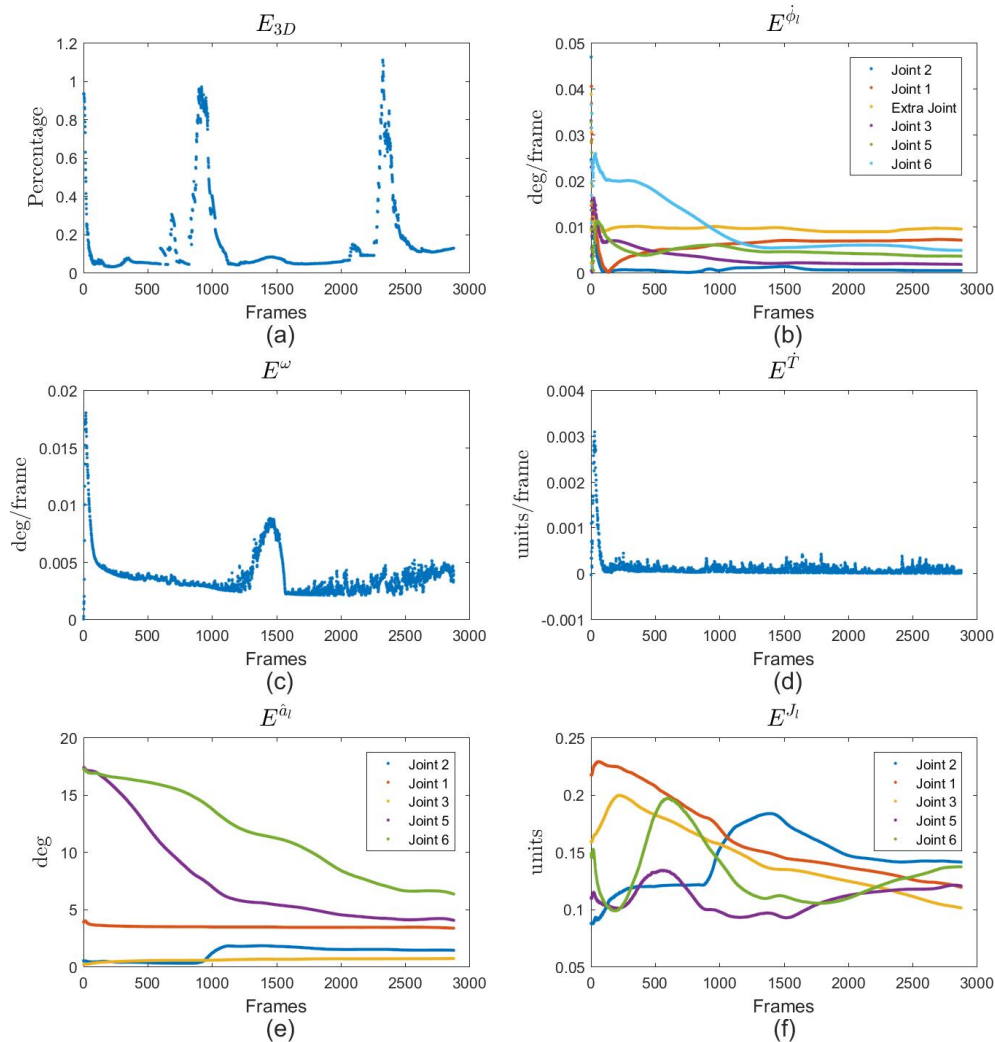 E_{3D}
1.2
1
0.8
0.6
0.4
0.2
0
Percentage
0 500 1000 1500 2000 2500 3000
Frames
(a)
E^{\dot{\phi}_l}
0.05
0.04
0.03
0.02
0.01
0
deg/frame
Joint 2
Joint 1
Extra Joint
Joint 3
Joint 5
Joint 6
0 500 1000 1500 2000 2500 3000
Frames
(b)
E^{\omega}
0.02
0.015
0.01
0.005
0
deg/frame
0 500 1000 1500 2000 2500 3000
Frames
(c)
E^{\dot{T}}
0.004
0.003
0.002
0.001
0
-0.001
units/frame
0 500 1000 1500 2000 2500 3000
Frames
(d)
E^{\hat{a}_l}
20
15
10
5
0
deg
Joint 2
Joint 1
Joint 3
Joint 5
Joint 6
0 500 1000 1500 2000 2500 3000
Frames
(e)
E^{J_l}
0.25
0.2
0.15
0.1
0.05
units
Joint 2
Joint 1
Joint 3
Joint 5
Joint 6
0 500 1000 1500 2000 2500 3000
Frames
(f)